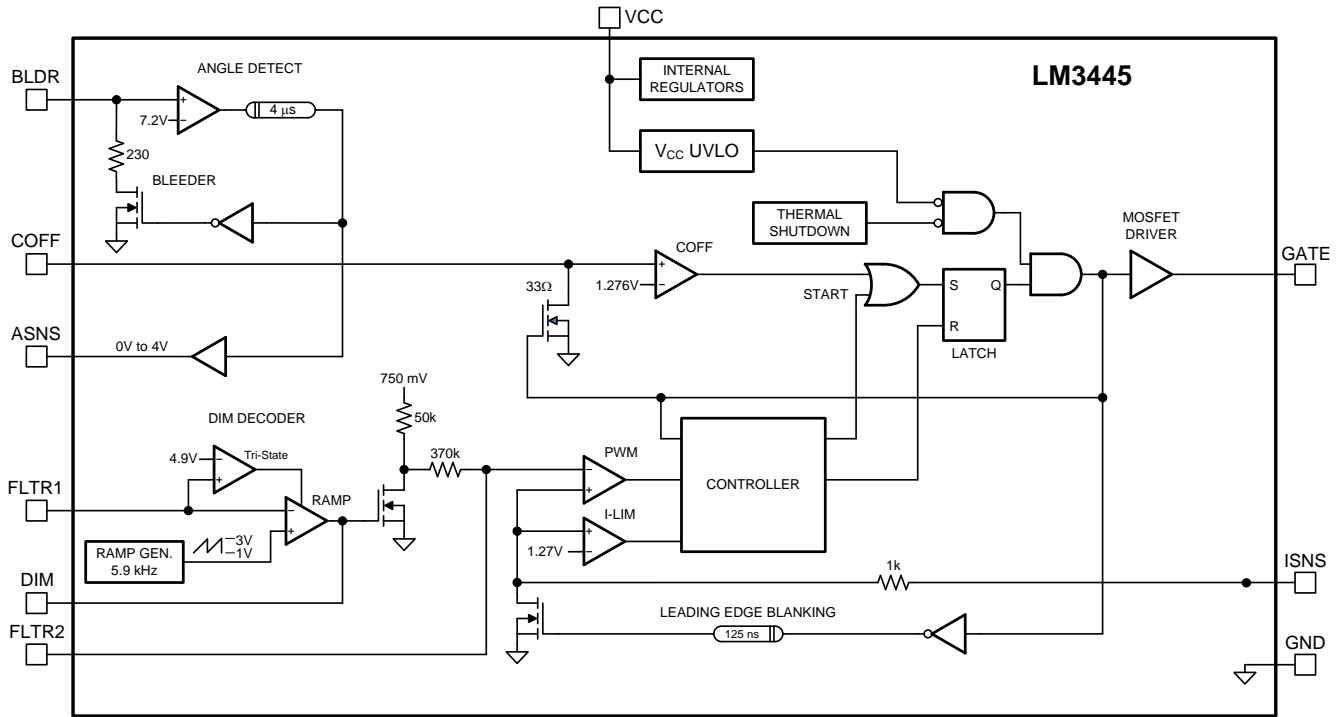 VCC
LM3445
BLDR
ANGLE DETECT
INTERNAL
REGULATORS
+
7.2V
−
4 µs
230
VCC UVLO
BLEEDER
THERMAL
SHUTDOWN
MOSFET
DRIVER
COFF
COFF
GATE
+
1.276V
−
33Ω
START
S
Q
R
LATCH
ASNS
0V to 4V
750 mV
50k
DIM DECODER
370k
PWM
4.9V
−
Tri-State
+
−
+
CONTROLLER
FLTR1
RAMP
−
+
I-LIM
+
1.27V
−
RAMP GEN.
5.9 kHz
3V
1V
1k
ISNS
DIM
LEADING EDGE BLANKING
125 ns
FLTR2
GND